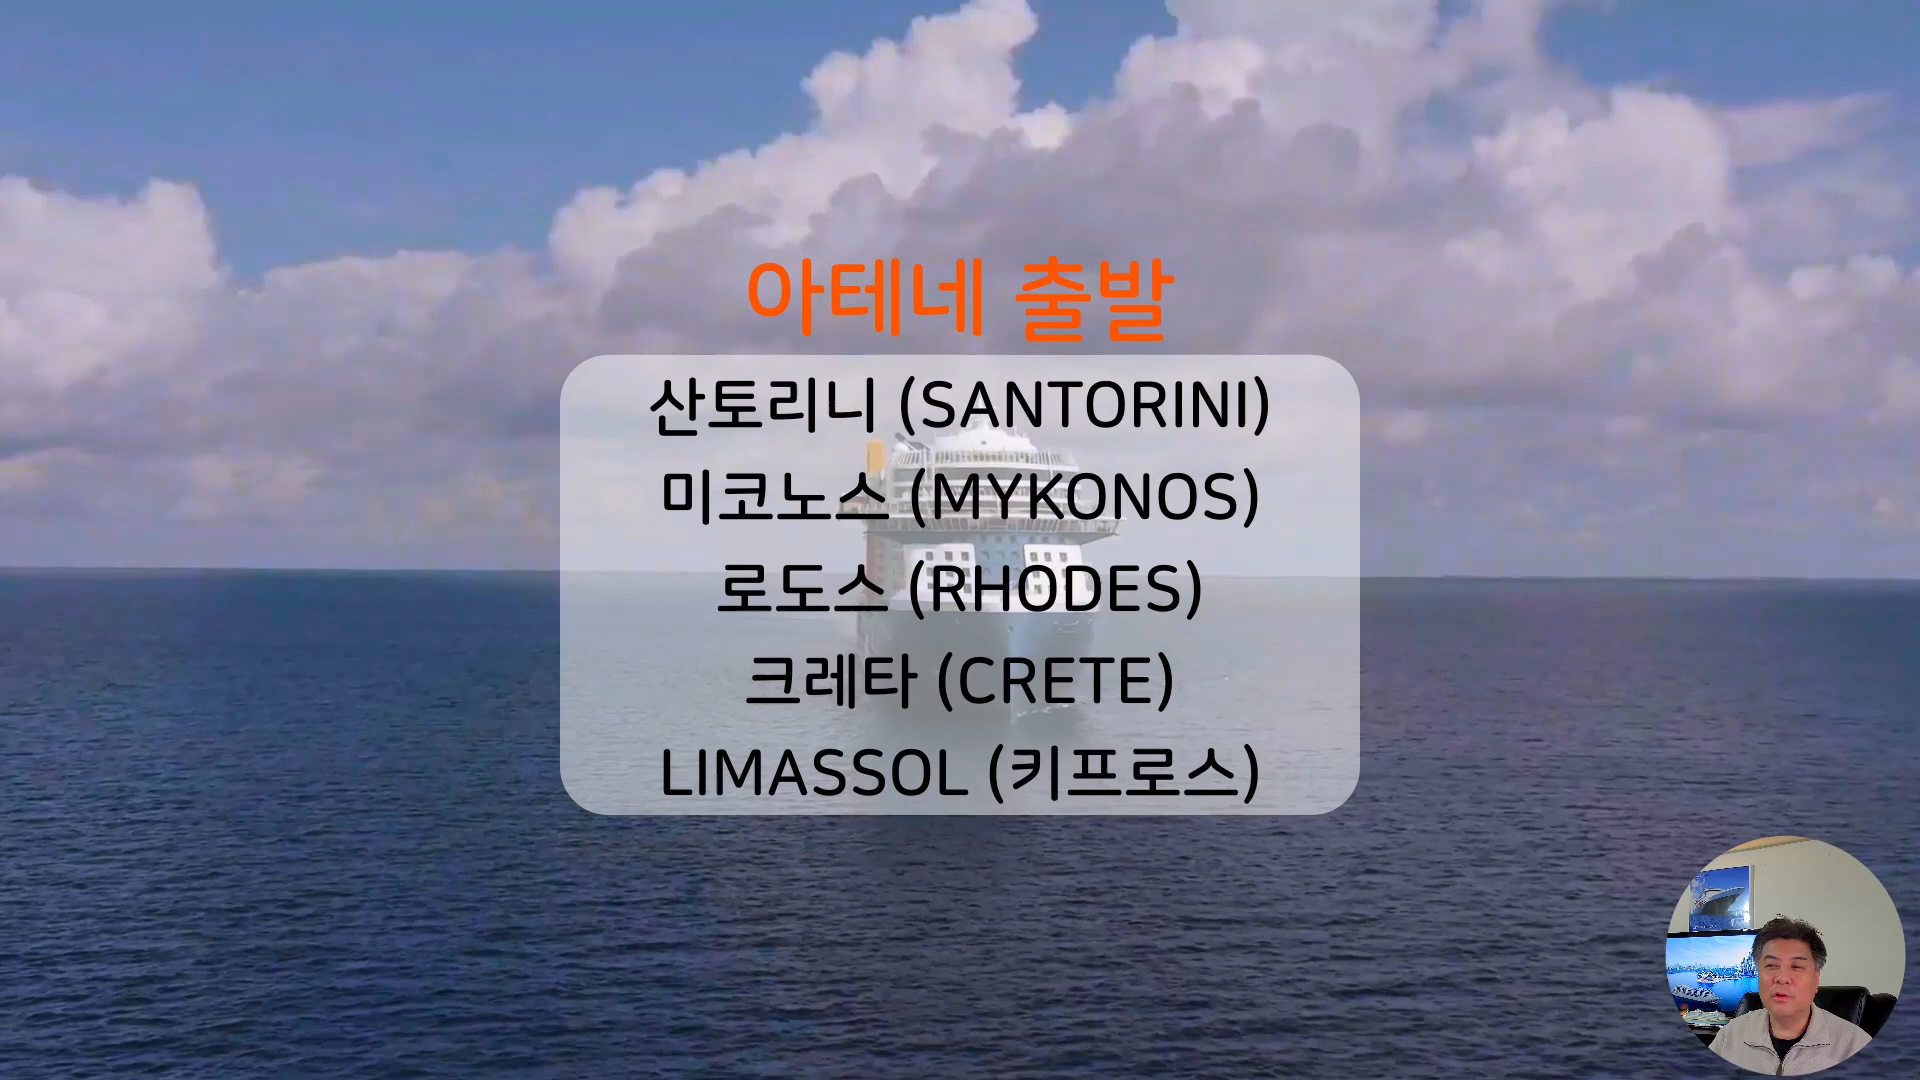 아테네 출발
산토리니 (SANTORINI)
미코노스 (MYKONOS)
로도스 (RHODES)
크레타 (CRETE)
LIMASSOL (키프로스)